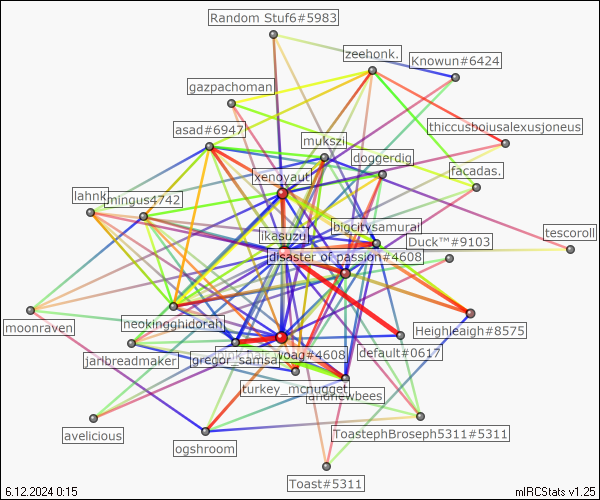 Random Stuf6#5983
zeehonk.
Knowun#6424
gazpachoman
thiccusboiusalexusjoneus
asad#6947
mukszi
doggerdig
facadas.
xenoyaut
lahnk
mingus4742
bigcitysamurai
ikasuzu
Duck™#9103
tescoroll
disaster of passion#4608
moonraven
neokingghidorah
Heighleigh#8575
jarlbreadmaker
gregor_samsa
woag#4608
default#0617
turkey_mcnugget
andrewbees
avelicious
ToastephBroseph5311#5311
ogshroom
Toast#5311
6.12.2024 0:15
mIRCStats v1.25